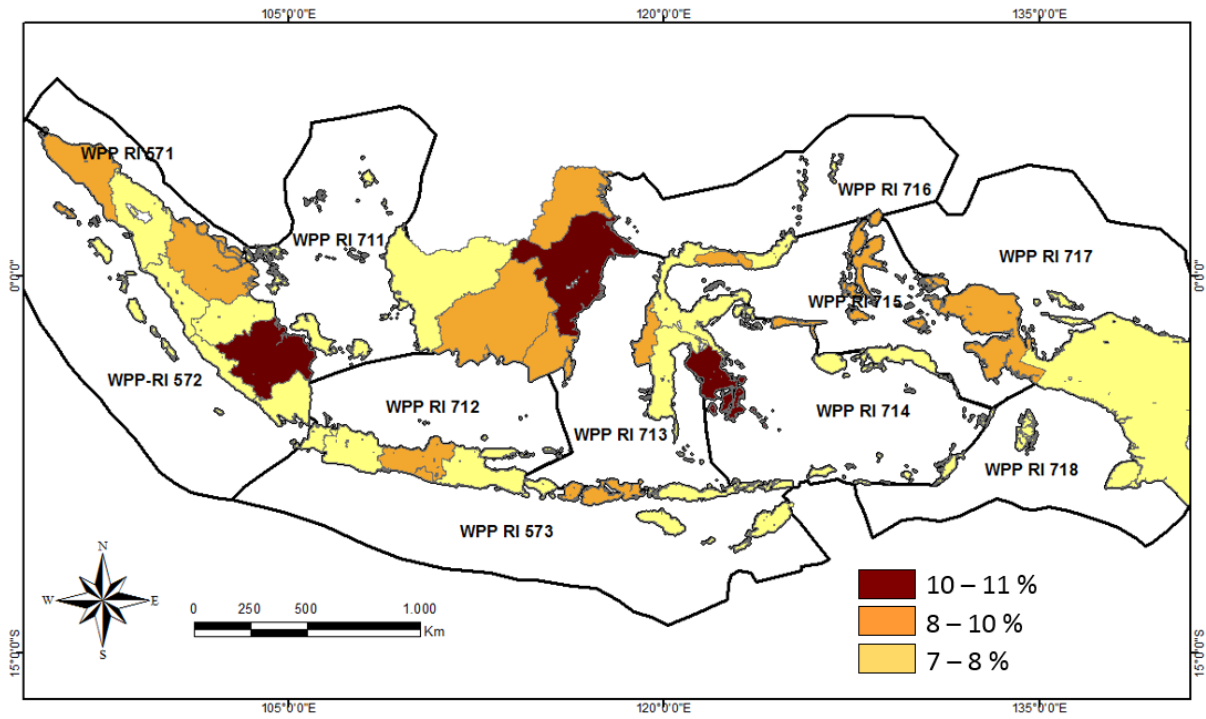 105°0'0"E 120°0'0"E 135°0'0"E
WPP RI 571
WPP RI 716
WPP RI 711
WPP RI 717
0°0'0" 0°0'0"
WPP RI 715
WPP-RI 572
WPP RI 712
WPP RI 714
WPP RI 713
WPP RI 718
WPP RI 573
N
W E
S
0 250 500 1.000
Km
10 – 11 %
8 – 10 %
7 – 8 %
15°0'0"S 15°0'0"S
105°0'0"E 120°0'0"E 135°0'0"E